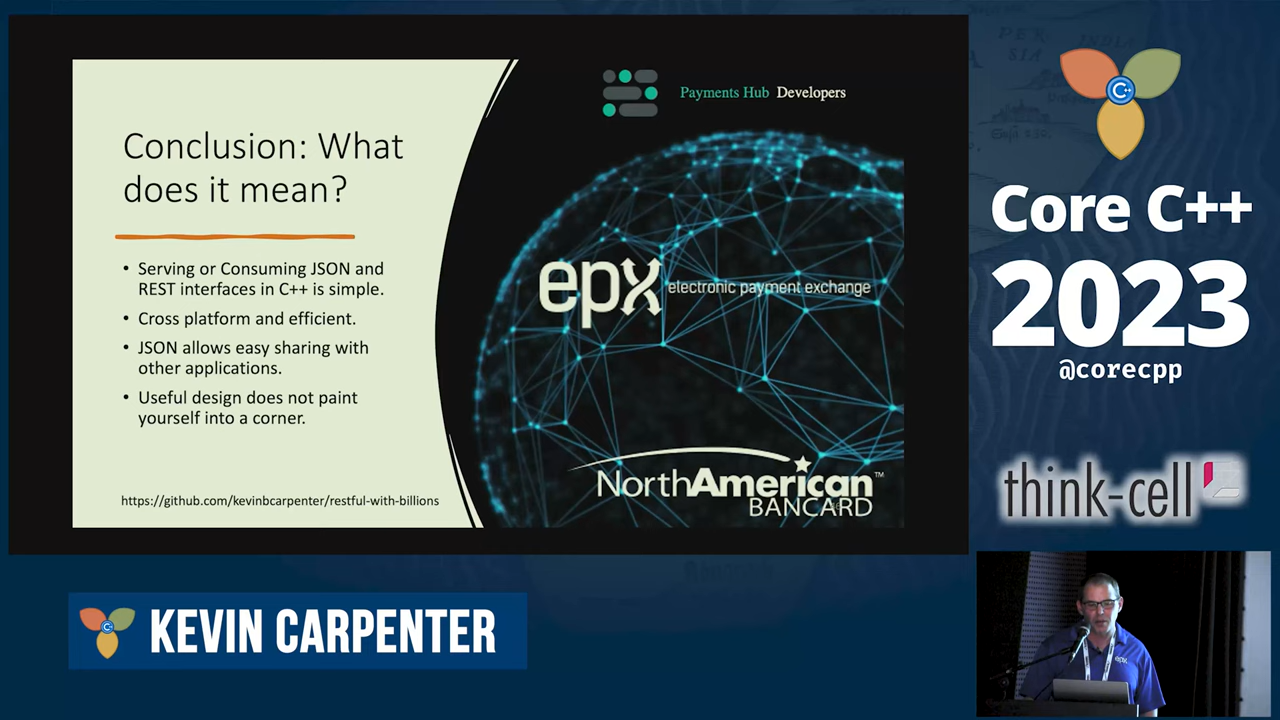 Payments Hub Developers
Conclusion: What
does it mean?
• Serving or Consuming JSON and
REST interfaces in C++ is simple.
• Cross platform and efficient.
• JSON allows easy sharing with
other applications.
• Useful design does not paint
yourself into a corner.
https://github.com/kevinbcarpenter/restful-with-billions
epx electronic payment exchange
NorthAmerican™
BANCARD
C++
Core C++
2023
@corecpp
think-cell
KEVIN CARPENTER
epx